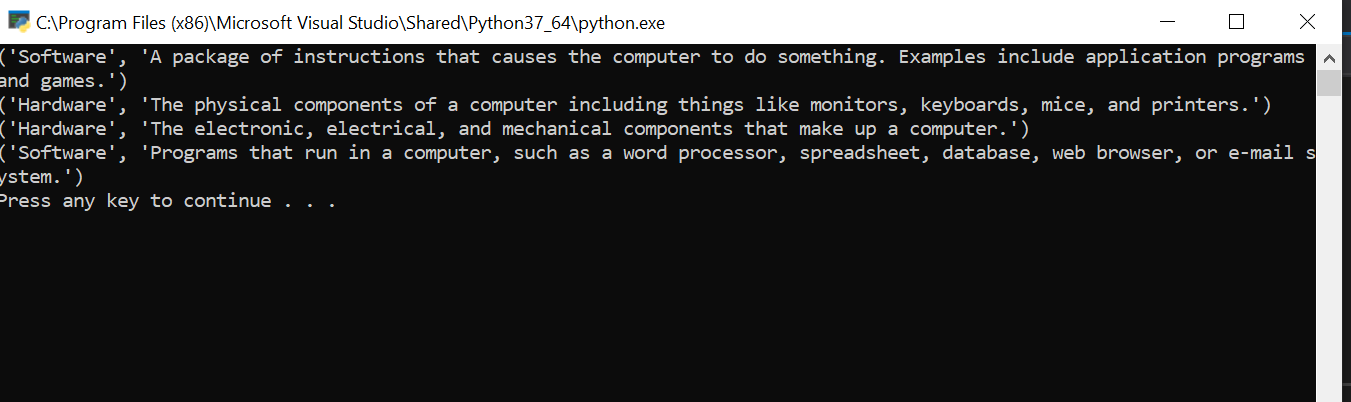 C:\Program Files (x86)\Microsoft Visual Studio\Shared\Python37_64\python.exe
('Software', 'A package of instructions that causes the computer to do something. Examples include application programs
and games.')
('Hardware', 'The physical components of a computer including things like monitors, keyboards, mice, and printers.')
('Hardware', 'The electronic, electrical, and mechanical components that make up a computer.')
('Software', 'Programs that run in a computer, such as a word processor, spreadsheet, database, web browser, or e-mail s
ystem.')
Press any key to continue . . .